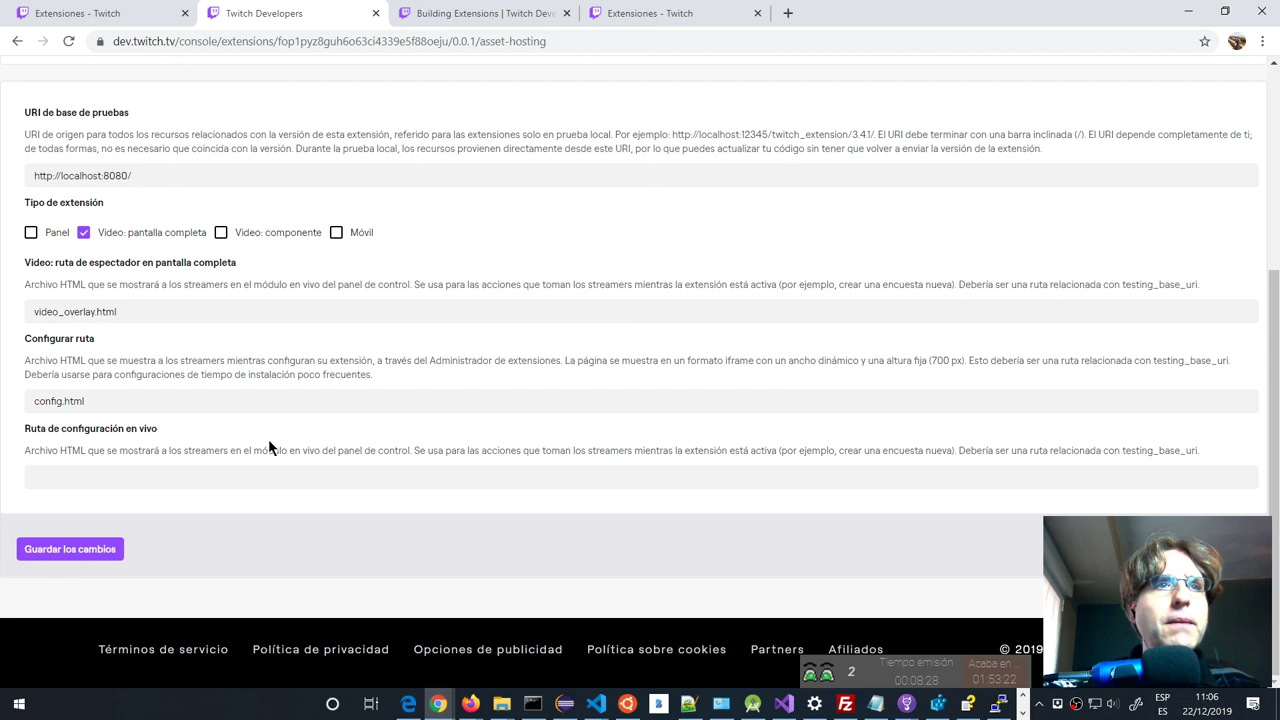 Extensiones - Twitch
Twitch Developers
Building Extensions | Twitch Deve
Extensiones - Twitch
dev.twitch.tv/console/extensions/fop1pyz8guh6o63ci4339e5f88oeju/0.0.1/asset-hosting
URI de base de pruebas
URI de origen para todos los recursos relacionados con la versión de esta extensión, referido para las extensiones solo en prueba local. Por ejemplo: http://localhost:12345/twitch_extension/3.4.1/. El URI debe terminar con una barra inclinada (/). El URI depende completamente de ti;
de todas formas, no es necesario que coincida con la versión. Durante la prueba local, los recursos provienen directamente desde este URI, por lo que puedes actualizar tu código sin tener que volver a enviar la versión de la extensión.
http://localhost:8080/
Tipo de extensión
Panel Video: pantalla completa Video: componente Móvil
Video: ruta de espectador en pantalla completa
Archivo HTML que se mostrará a los streamers en el módulo en vivo del panel de control. Se usa para las acciones que toman los streamers mientras la extensión está activa (por ejemplo, crear una encuesta nueva). Debería ser una ruta relacionada con testing_base_uri.
video_overlay.html
Configurar ruta
Archivo HTML que se muestra a los streamers mientras configuran su extensión, a través del Administrador de extensiones. La página se muestra en un formato iframe con un ancho dinámico y una altura fija (700 px). Esto debería ser una ruta relacionada con testing_base_uri.
Debería usarse para configuraciones de tiempo de instalación poco frecuentes.
config.html
Ruta de configuración en vivo
Archivo HTML que se mostrará a los streamers en el módulo en vivo del panel de control. Se usa para las acciones que toman los streamers mientras la extensión está activa (por ejemplo, crear una encuesta nueva). Debería ser una ruta relacionada con testing_base_uri.
Guardar los cambios
Términos de servicio Política de privacidad Opciones de publicidad Política sobre cookies Partners Afiliados © 2019
2 Tiempo emisión Acaba en ...
00:08:28 01:53:22
ESP 11:06
ES 22/12/2019